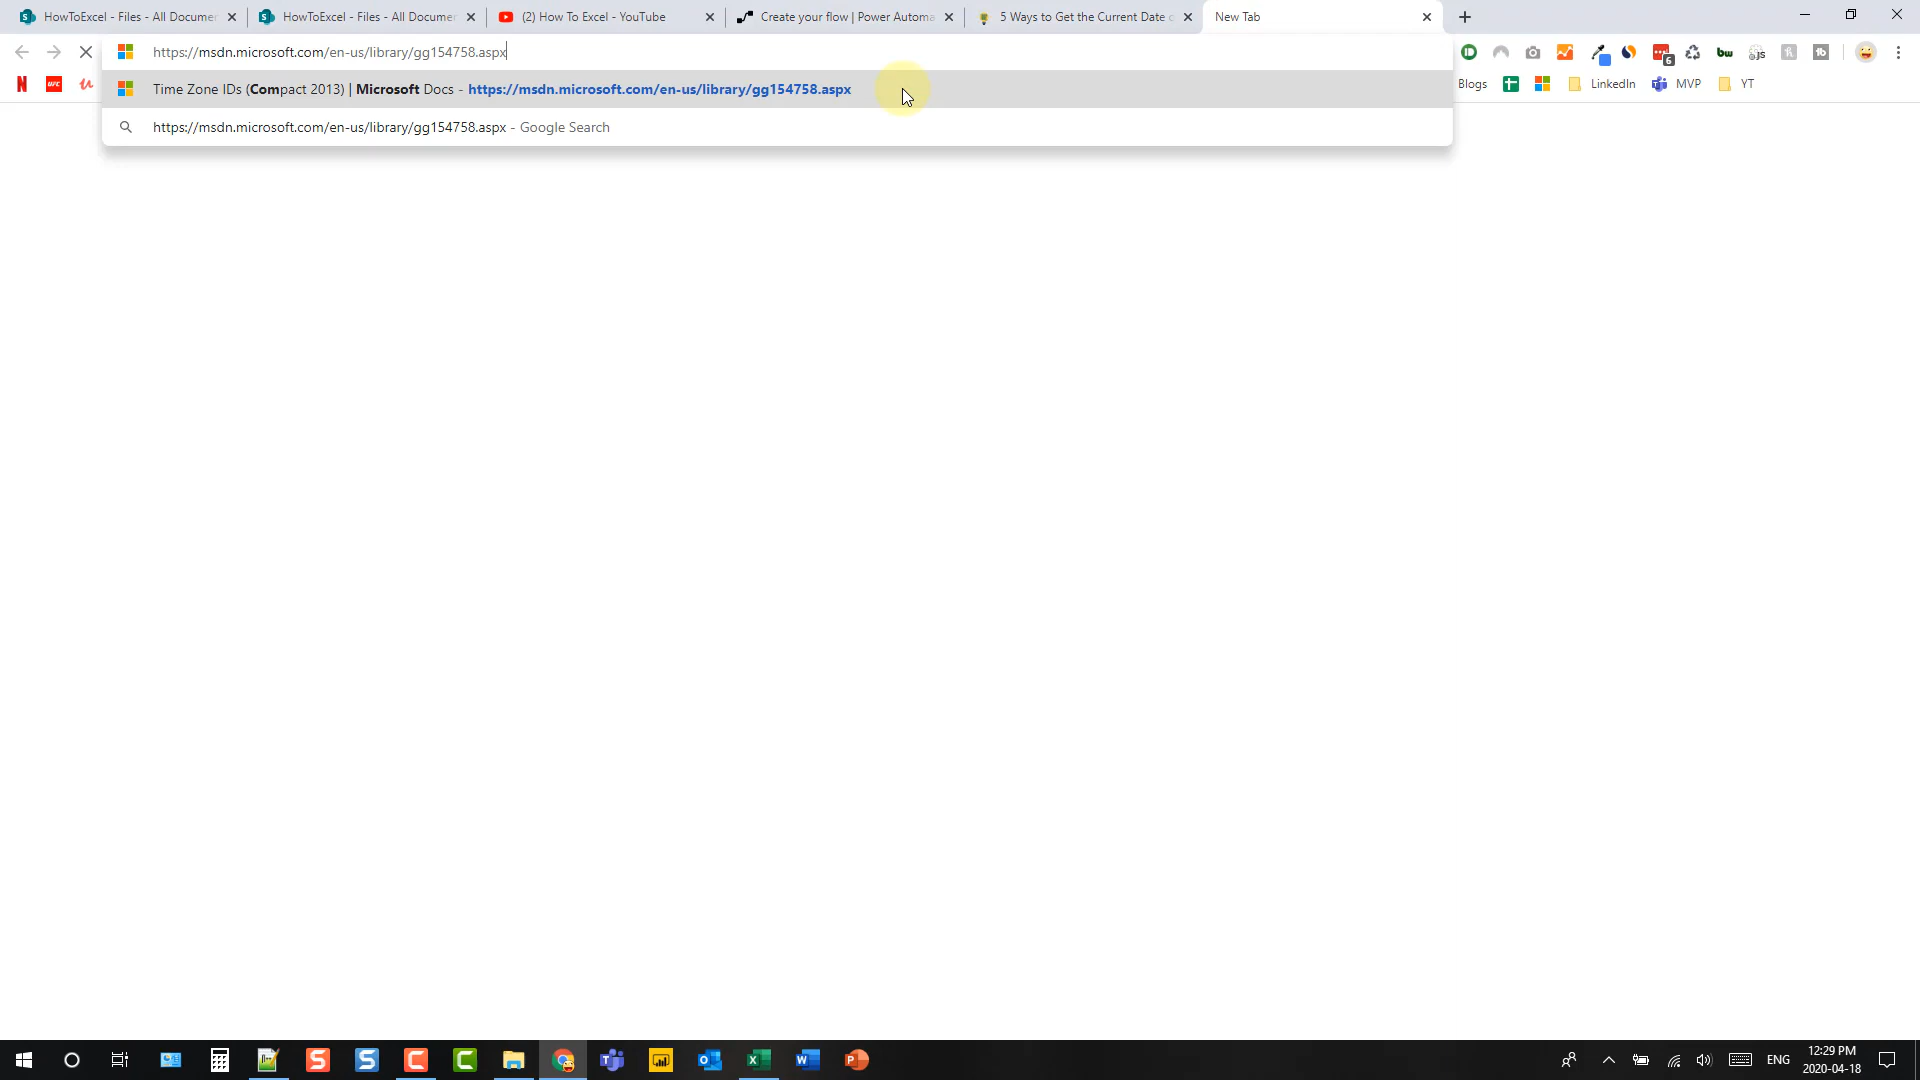 HowToExcel - Files - All Documer
HowToExcel - Files - All Documer
(2) How To Excel - YouTube
Create your flow | Power Automa
5 Ways to Get the Current Date o
New Tab
https://msdn.microsoft.com/en-us/library/gg154758.aspx
6
Time Zone IDs (Compact 2013) | Microsoft Docs - https://msdn.microsoft.com/en-us/library/gg154758.aspx
Blogs
LinkedIn
MVP
YT
https://msdn.microsoft.com/en-us/library/gg154758.aspx - Google Search
ENG
12:29 PM
2020-04-18